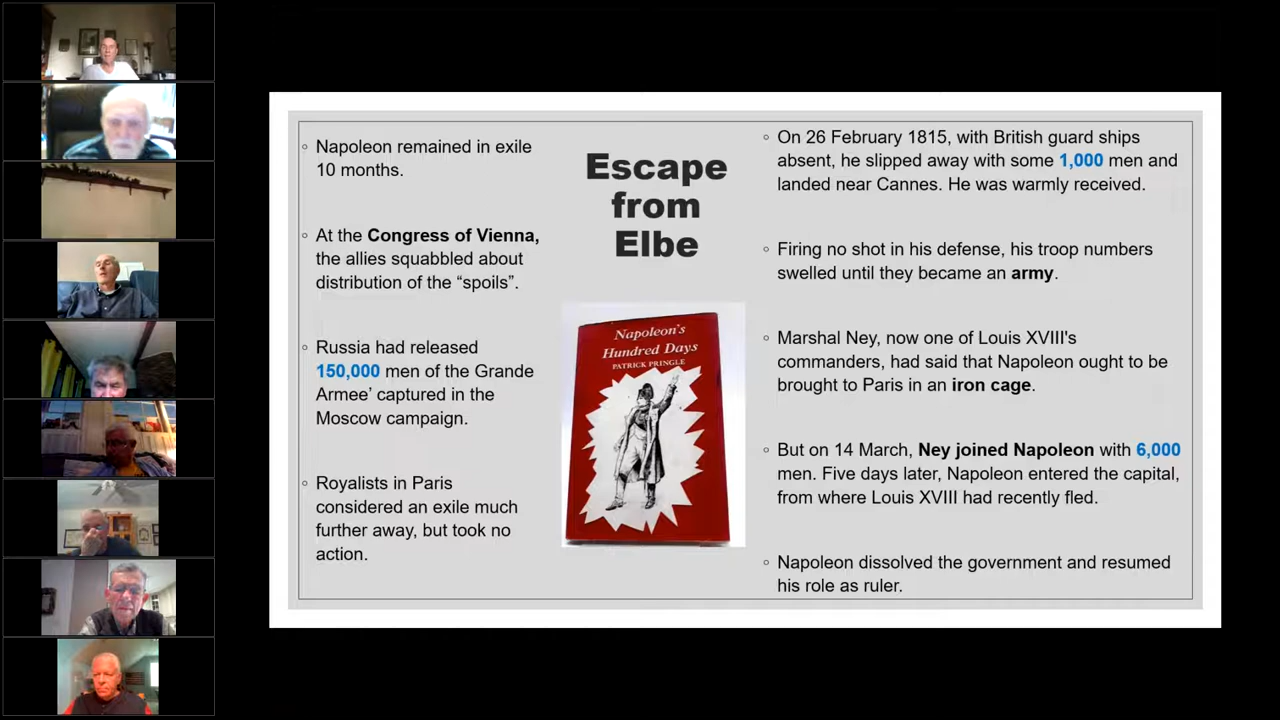 Napoleon remained in exile
10 months.
At the Congress of Vienna,
the allies squabbled about
distribution of the “spoils”.
Russia had released
150,000 men of the Grande
Armee’ captured in the
Moscow campaign.
Royalists in Paris
considered an exile much
further away, but took no
action.
Escape
from
Elbe
Napoleon's
Hundred Days
PATRICK PRINGLE
On 26 February 1815, with British guard ships
absent, he slipped away with some 1,000 men and
landed near Cannes. He was warmly received.
Firing no shot in his defense, his troop numbers
swelled until they became an army.
Marshal Ney, now one of Louis XVIII's
commanders, had said that Napoleon ought to be
brought to Paris in an iron cage.
But on 14 March, Ney joined Napoleon with 6,000
men. Five days later, Napoleon entered the capital,
from where Louis XVIII had recently fled.
Napoleon dissolved the government and resumed
his role as ruler.